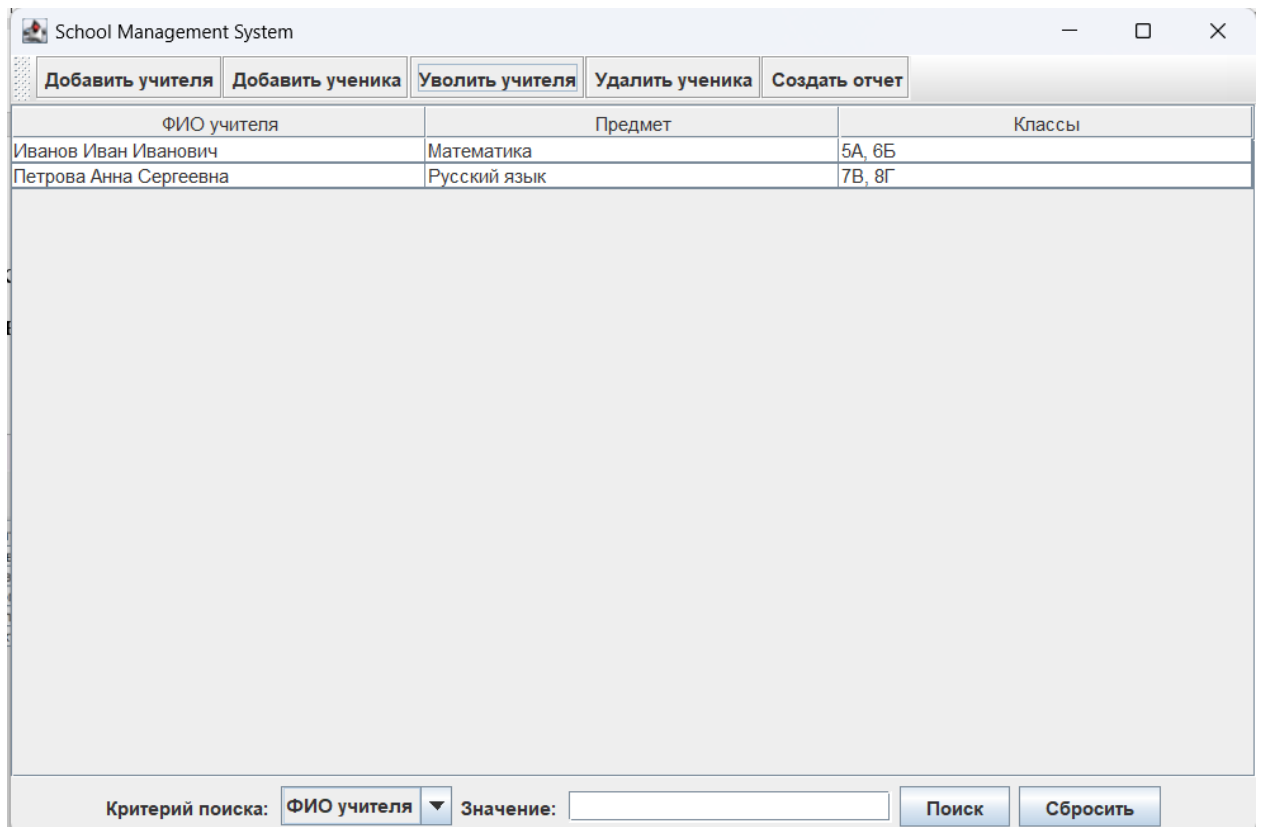 School Management System
Добавить учителя Добавить ученика Уволить учителя Удалить ученика Создать отчет
ФИО учителя Предмет Классы
Иванов Иван Иванович Математика 5А, 6Б
Петрова Анна Сергеевна Русский язык 7В, 8Г
Критерий поиска: ФИО учителя Значение: Поиск Сбросить